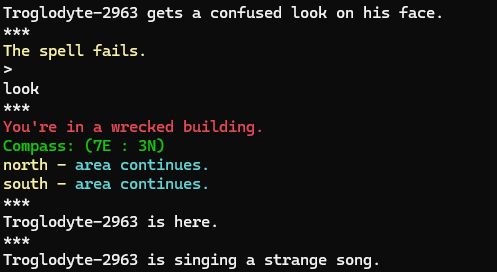 Troglodyte-2963 gets a confused look on his face.
***
The spell fails.
>
look
***
You're in a wrecked building.
Compass: (7E : 3N)
north - area continues.
south - area continues.
***
Troglodyte-2963 is here.
***
Troglodyte-2963 is singing a strange song.